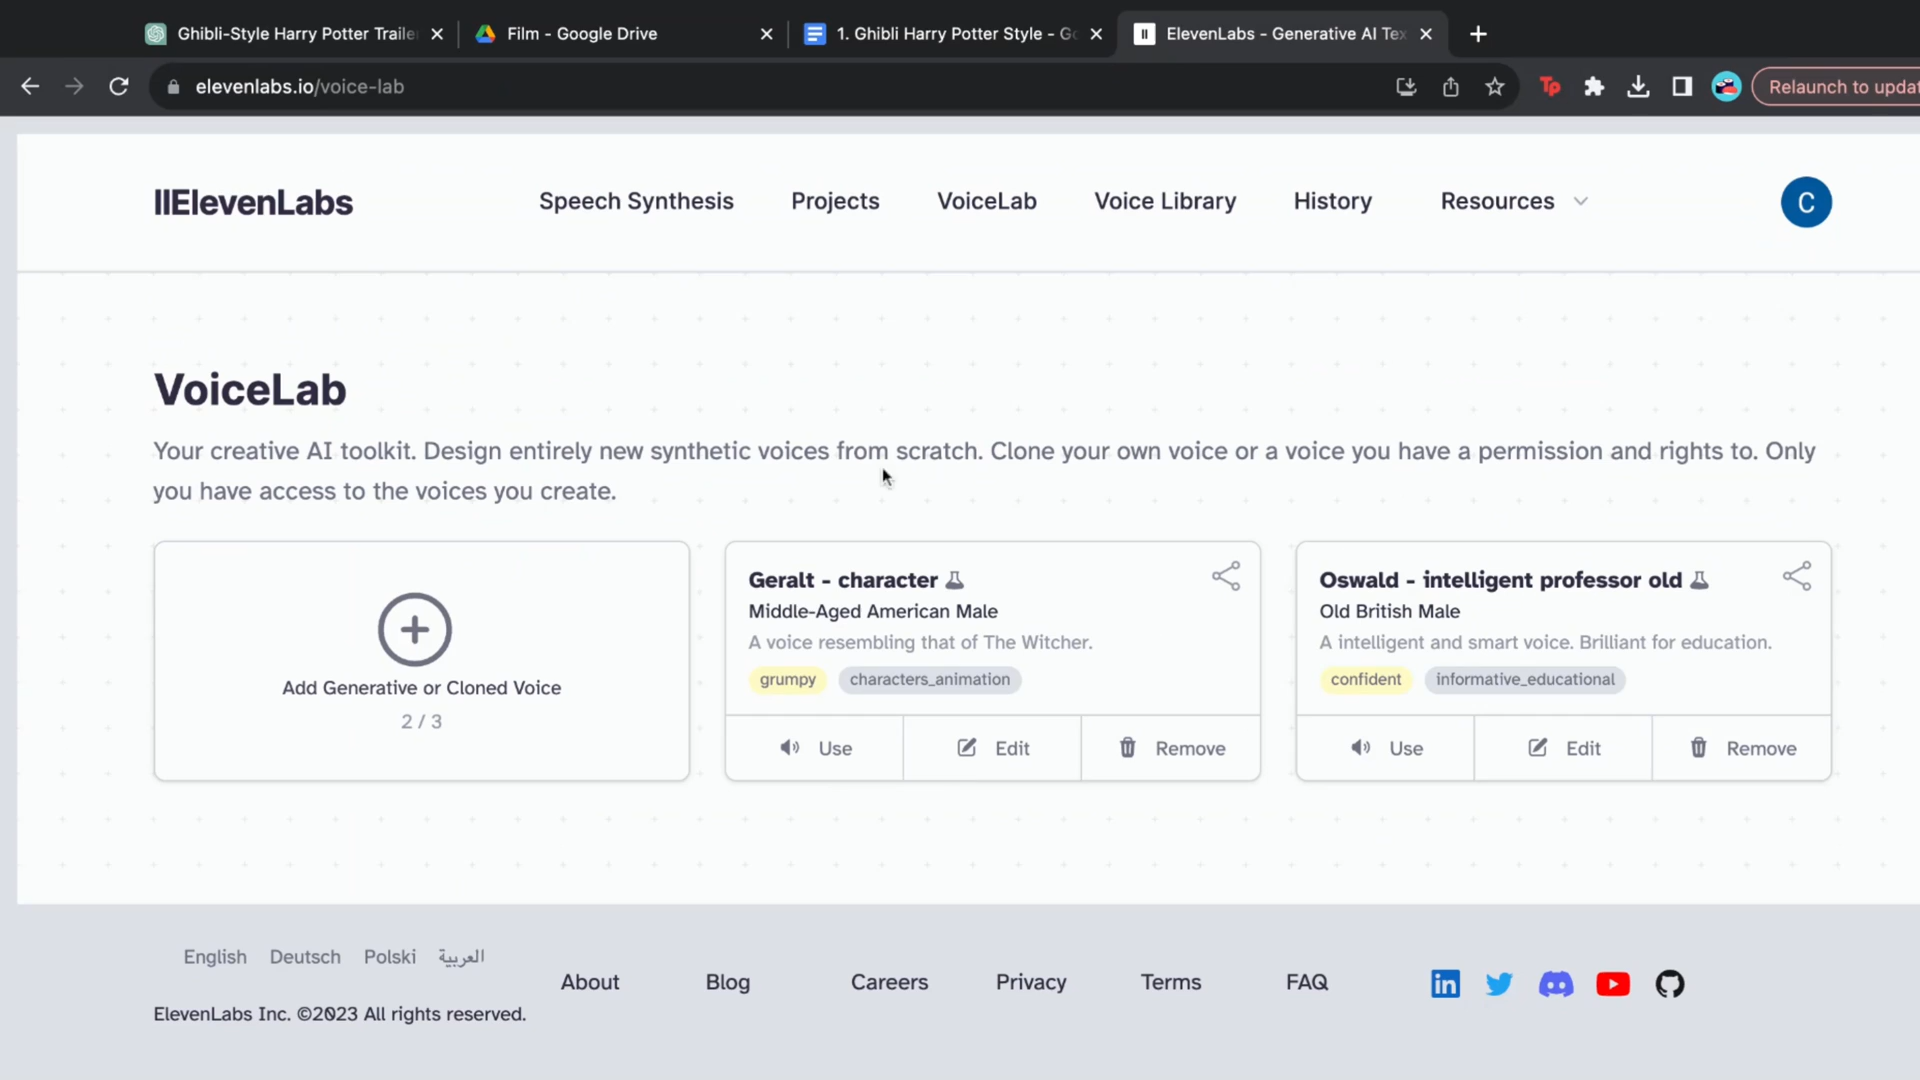 Ghibli-Style Harry Potter Traile
Film - Google Drive
1. Ghibli Harry Potter Style - Go
ElevenLabs - Generative AI Tex
elevenlabs.io/voice-lab
Tp
Relaunch to updat
IIElevenLabs
Speech Synthesis
Projects
VoiceLab
Voice Library
History
Resources
C
VoiceLab
Your creative AI toolkit. Design entirely new synthetic voices from scratch. Clone your own voice or a voice you have a permission and rights to. Only
you have access to the voices you create.
Add Generative or Cloned Voice
2 / 3
Geralt - character
Middle-Aged American Male
A voice resembling that of The Witcher.
grumpy
characters_animation
Use
Edit
Remove
Oswald - intelligent professor old
Old British Male
A intelligent and smart voice. Brilliant for education.
confident
informative_educational
Use
Edit
Remove
English
Deutsch
Polski
العربية
ElevenLabs Inc. ©2023 All rights reserved.
About
Blog
Careers
Privacy
Terms
FAQ